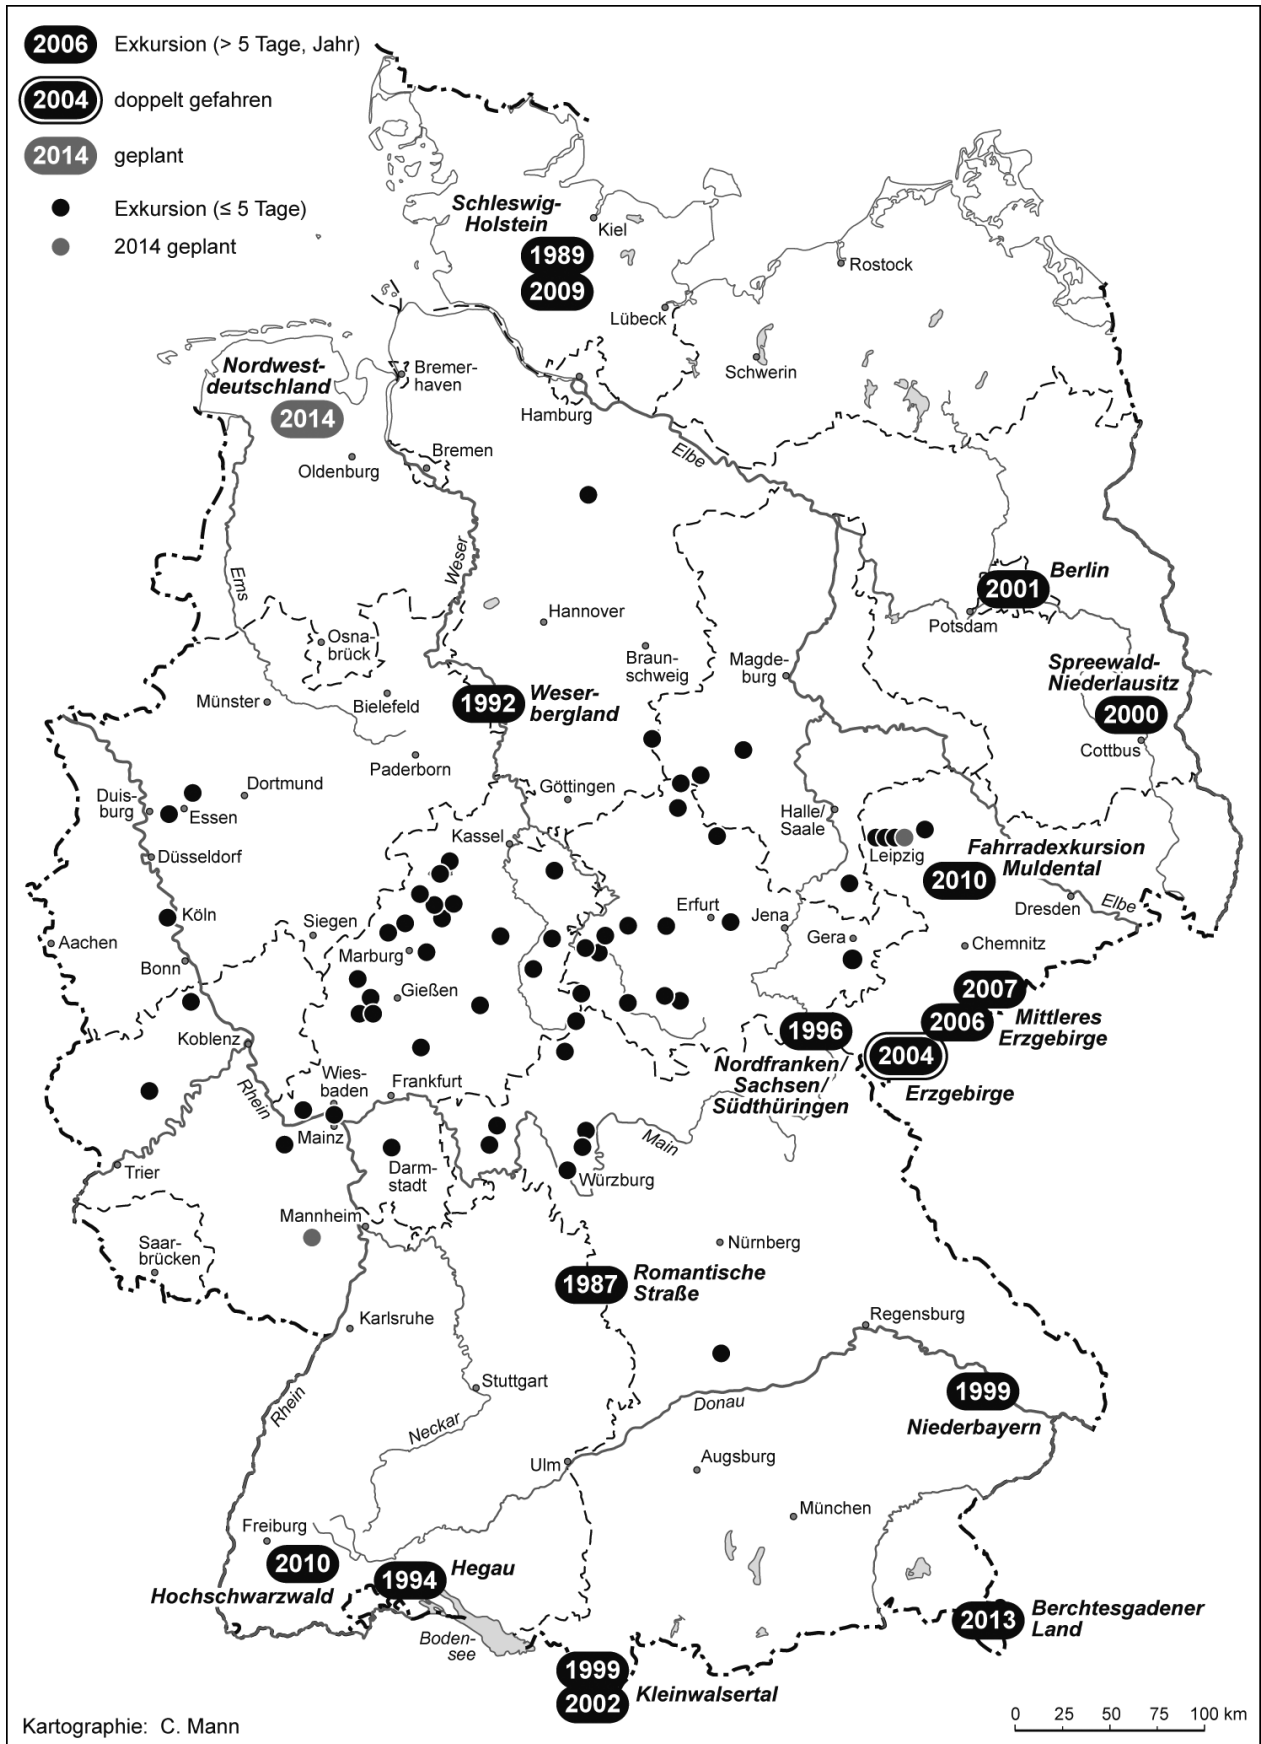 2006 Exkursion (> 5 Tage, Jahr)
2004 doppelt gefahren
2014 geplant
Exkursion (≤ 5 Tage)
2014 geplant
Schleswig-
Holstein
Kiel
1989
2009
Rostock
Lübeck
Schwerin
Nordwest-
deutschland
2014
Bremer-
haven
Hamburg
Elbe
Bremen
Oldenburg
Weser
Ems
Berlin
2001
Potsdam
Hannover
Osna-
brück
Braun-
schweig
Magde-
burg
Spreewald-
Niederlausitz
2000
Cottbus
Münster
Bielefeld
1992
Weser-
bergland
Paderborn
Göttingen
Dortmund
Duis-
burg
Essen
Halle/
Saale
Kassel
Leipzig
Düsseldorf
Fahrradexkursion
Muldental
2010
Dresden
Elbe
Köln
Siegen
Erfurt
Jena
Gera
Chemnitz
Aachen
Marburg
Bonn
Gießen
2007
2006
Mittleres
Erzgebirge
1996
2004
Koblenz
Nordfranken/
Sachsen/
Südthüringen
Erzgebirge
Wies-
baden
Frankfurt
Rhein
Mainz
Main
Trier
Darm-
stadt
Würzburg
Mannheim
Saar-
brücken
Nürnberg
1987
Romantische
Straße
Karlsruhe
Regensburg
Stuttgart
1999
Niederbayern
Rhein
Neckar
Donau
Ulm
Augsburg
München
Freiburg
2010
Hochschwarzwald
1994
Hegau
Boden-
see
2013
Berchtesgadener
Land
1999
2002
Kleinwalsertal
Kartographie: C. Mann
0 25 50 75 100 km